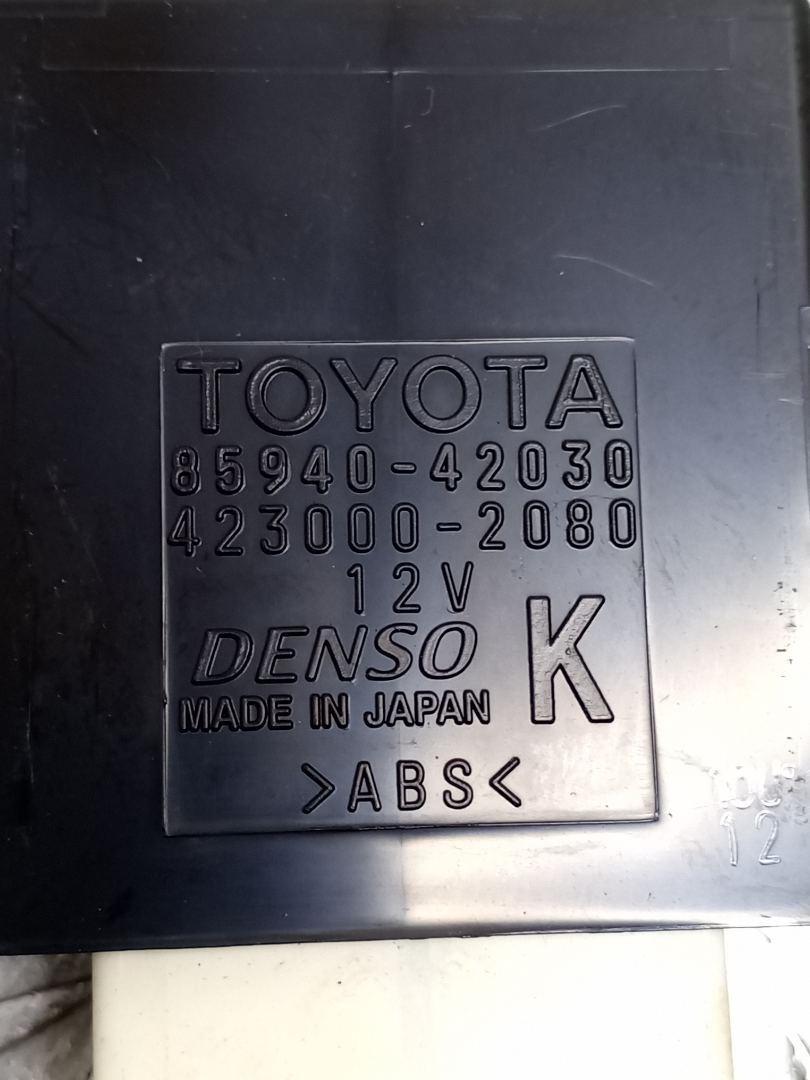 TOYOTA
85940-42030
423000-2080
12V
DENSO
K
MADE IN JAPAN
>ABS<
12